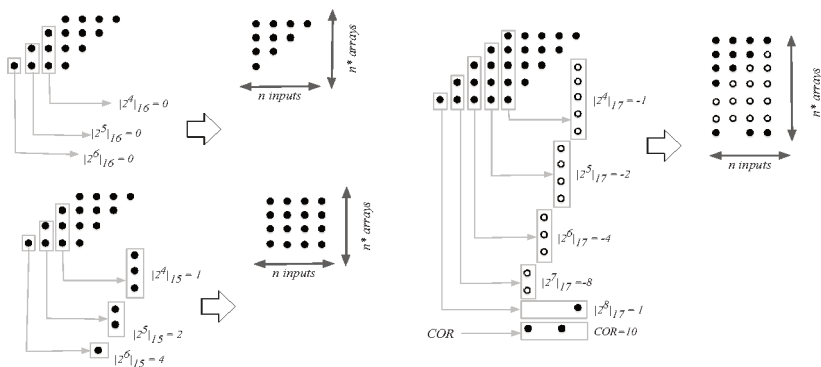 |2^4|_16 = 0
|2^5|_16 = 0
|2^6|_16 = 0
n inputs
n* arrays
|2^4|_15 = 1
|2^5|_15 = 2
|2^6|_15 = 4
n inputs
n* arrays
|2^4|_17 = -1
|2^5|_17 = -2
|2^6|_17 = -4
|2^7|_17 =-8
|2^8|_17 = 1
COR
COR=10
n inputs
n* arrays